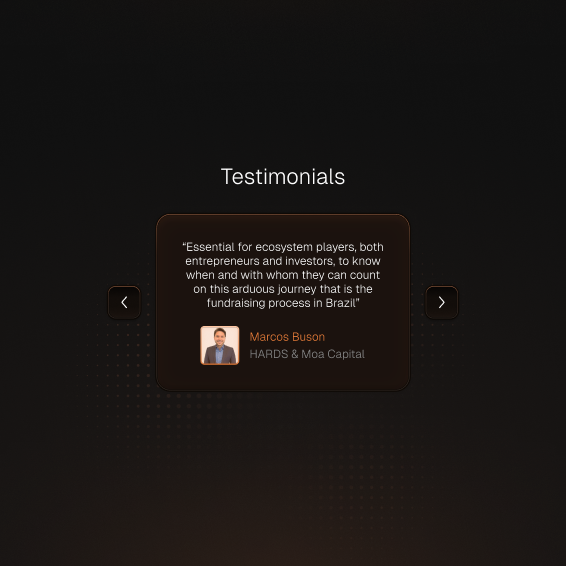 Testimonials
“Essential for ecosystem players, both
entrepreneurs and investors, to know
when and with whom they can count
on this arduous journey that is the
fundraising process in Brazil”
Marcos Buson
HARDS & Moa Capital